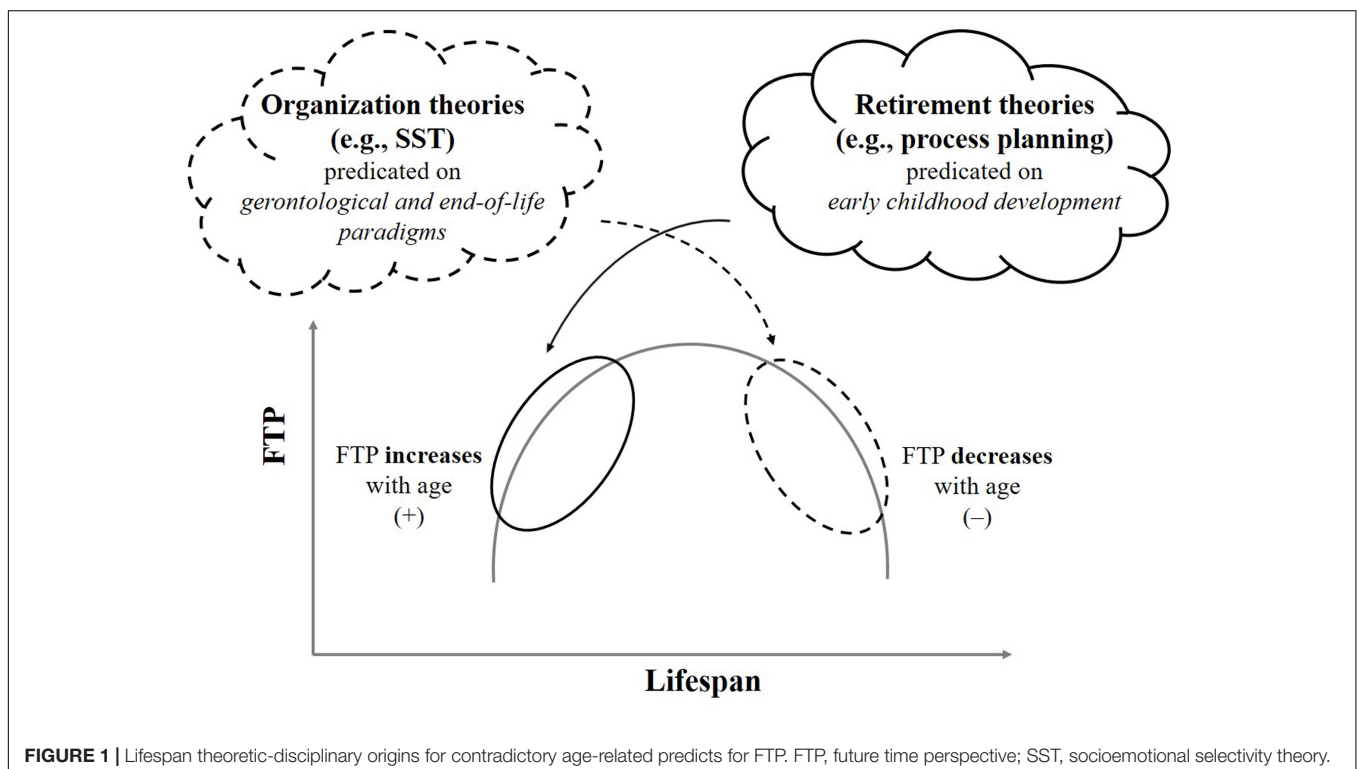 Organization theories
(e.g., SST)
predicated on
gerontological and end-of-life
paradigms
Retirement theories
(e.g., process planning)
predicated on
early childhood development
FTP
FTP increases
with age
(+)
FTP decreases
with age
(–)
Lifespan
FIGURE 1 | Lifespan theoretic-disciplinary origins for contradictory age-related predicts for FTP. FTP, future time perspective; SST, socioemotional selectivity theory.